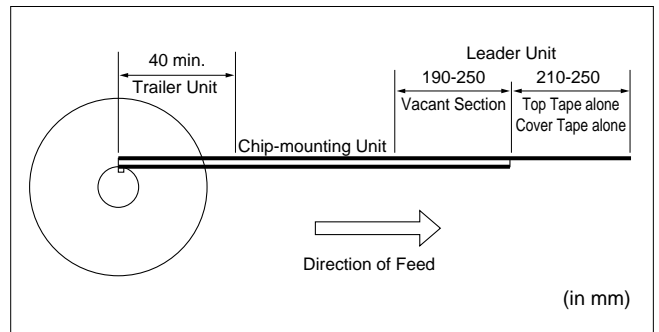 Leader Unit
40 min.
190-250
210-250
Trailer Unit
Vacant Section
Top Tape alone
Cover Tape alone
Chip-mounting Unit
Direction of Feed
(in mm)